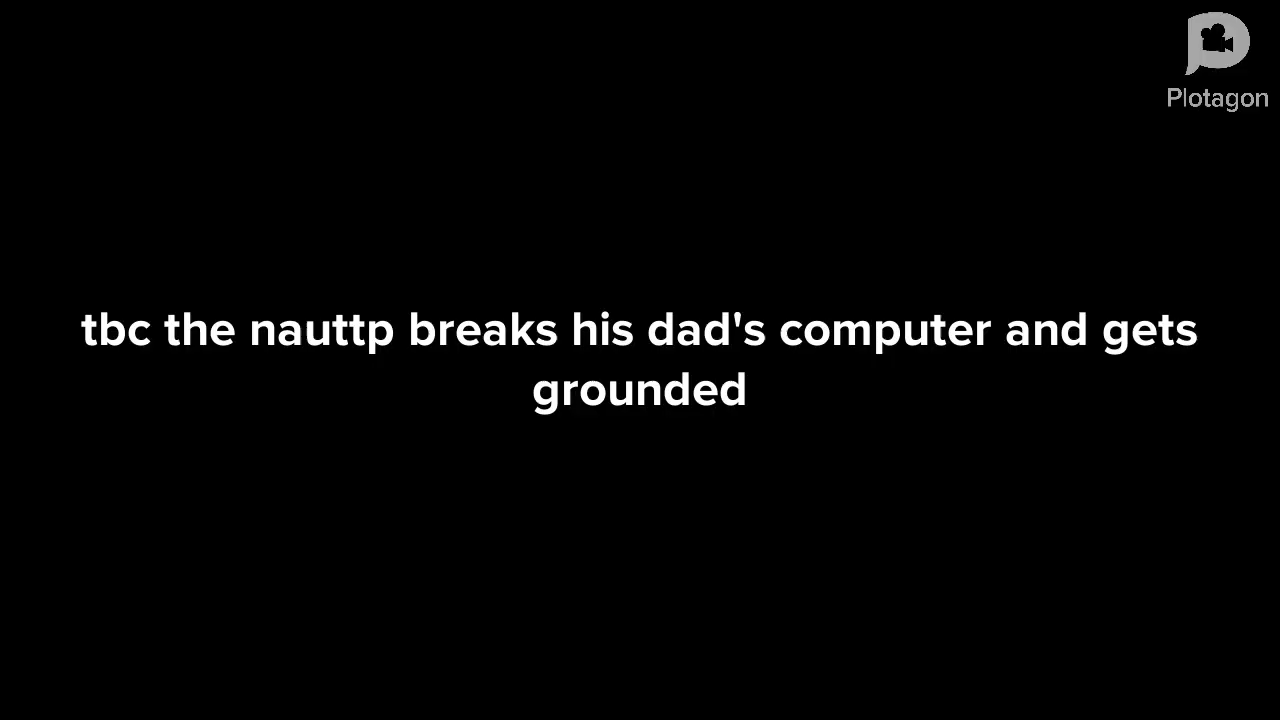 Plotagon
tbc the nauttp breaks his dad's computer and gets
grounded